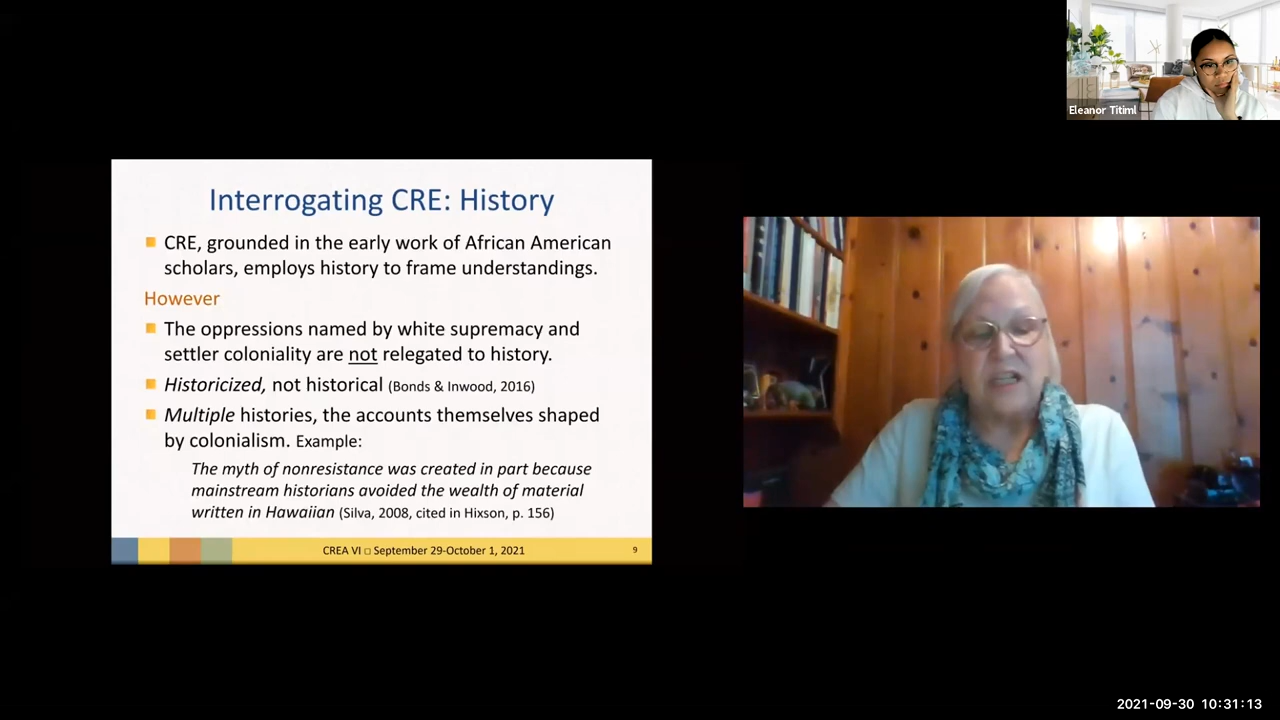 Eleanor Titiml
Interrogating CRE: History
CRE, grounded in the early work of African American
scholars, employs history to frame understandings.
However
The oppressions named by white supremacy and
settler coloniality are not relegated to history.
Historicized, not historical (Bonds & Inwood, 2016)
Multiple histories, the accounts themselves shaped
by colonialism. Example:
The myth of nonresistance was created in part because
mainstream historians avoided the wealth of material
written in Hawaiian (Silva, 2008, cited in Hixson, p. 156)
CREA VI □ September 29-October 1, 2021
9
2021-09-30 10:31:13